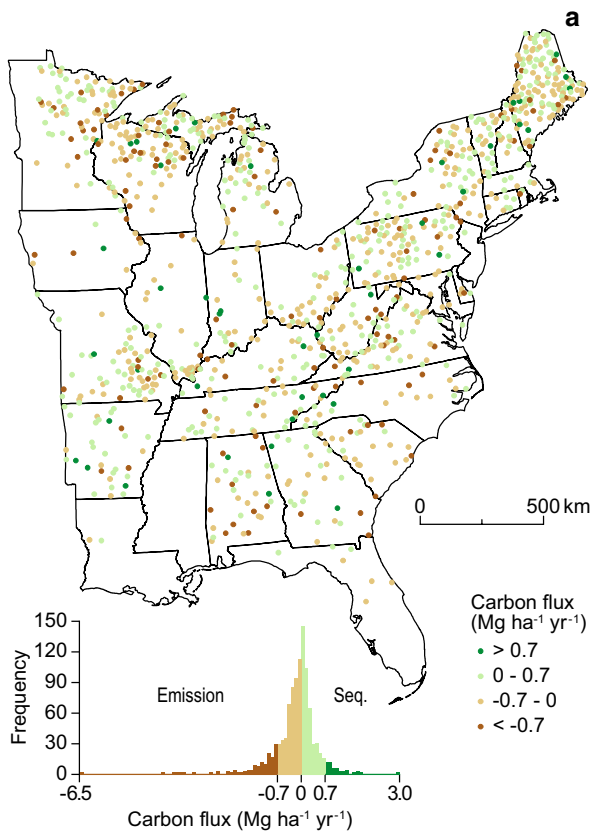 a
0 500 km
Carbon flux
(Mg ha⁻¹ yr⁻¹)
> 0.7
0 - 0.7
-0.7 - 0
< -0.7
150
120
90
60
30
0
Frequency
Emission
Seq.
-6.5 -0.7 0 0.7 3.0
Carbon flux (Mg ha⁻¹ yr⁻¹)